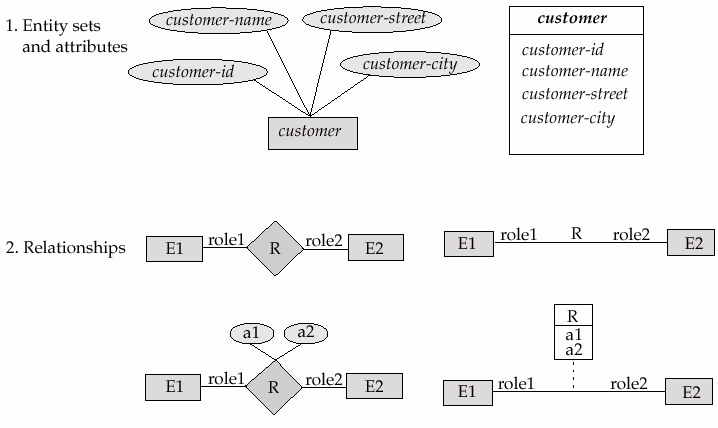 1. Entity sets
and attributes
customer-name
customer-street
customer-id
customer-city
customer
customer
customer-id
customer-name
customer-street
customer-city
2. Relationships
E1 role1 R role2 E2
E1 role1 R role2 E2
a1 a2
E1 role1 R role2 E2
R
a1
a2
E1 role1 role2 E2